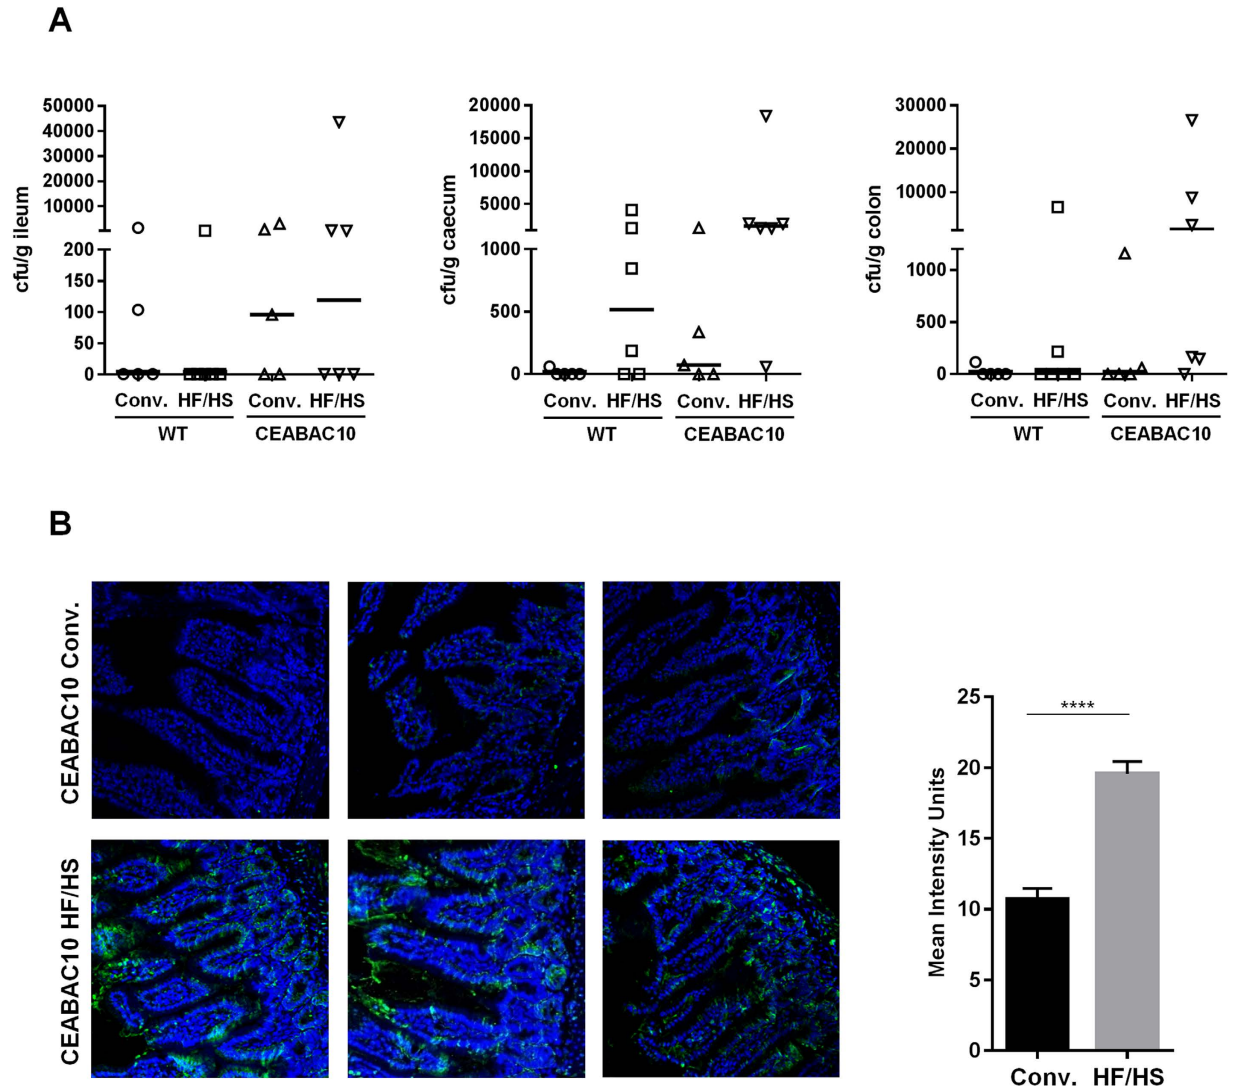 A
cfu/g ileum
50000
40000
30000
20000
10000
200
150
100
50
0
Conv. HF/HS Conv. HF/HS
WT CEABAC10
cfu/g caecum
20000
15000
10000
5000
1000
500
0
Conv. HF/HS Conv. HF/HS
WT CEABAC10
cfu/g colon
30000
20000
10000
1000
500
0
Conv. HF/HS Conv. HF/HS
WT CEABAC10
B
CEABAC10 Conv.
CEABAC10 HF/HS
Mean Intensity Units
25
20
15
10
5
0
****
Conv. HF/HS